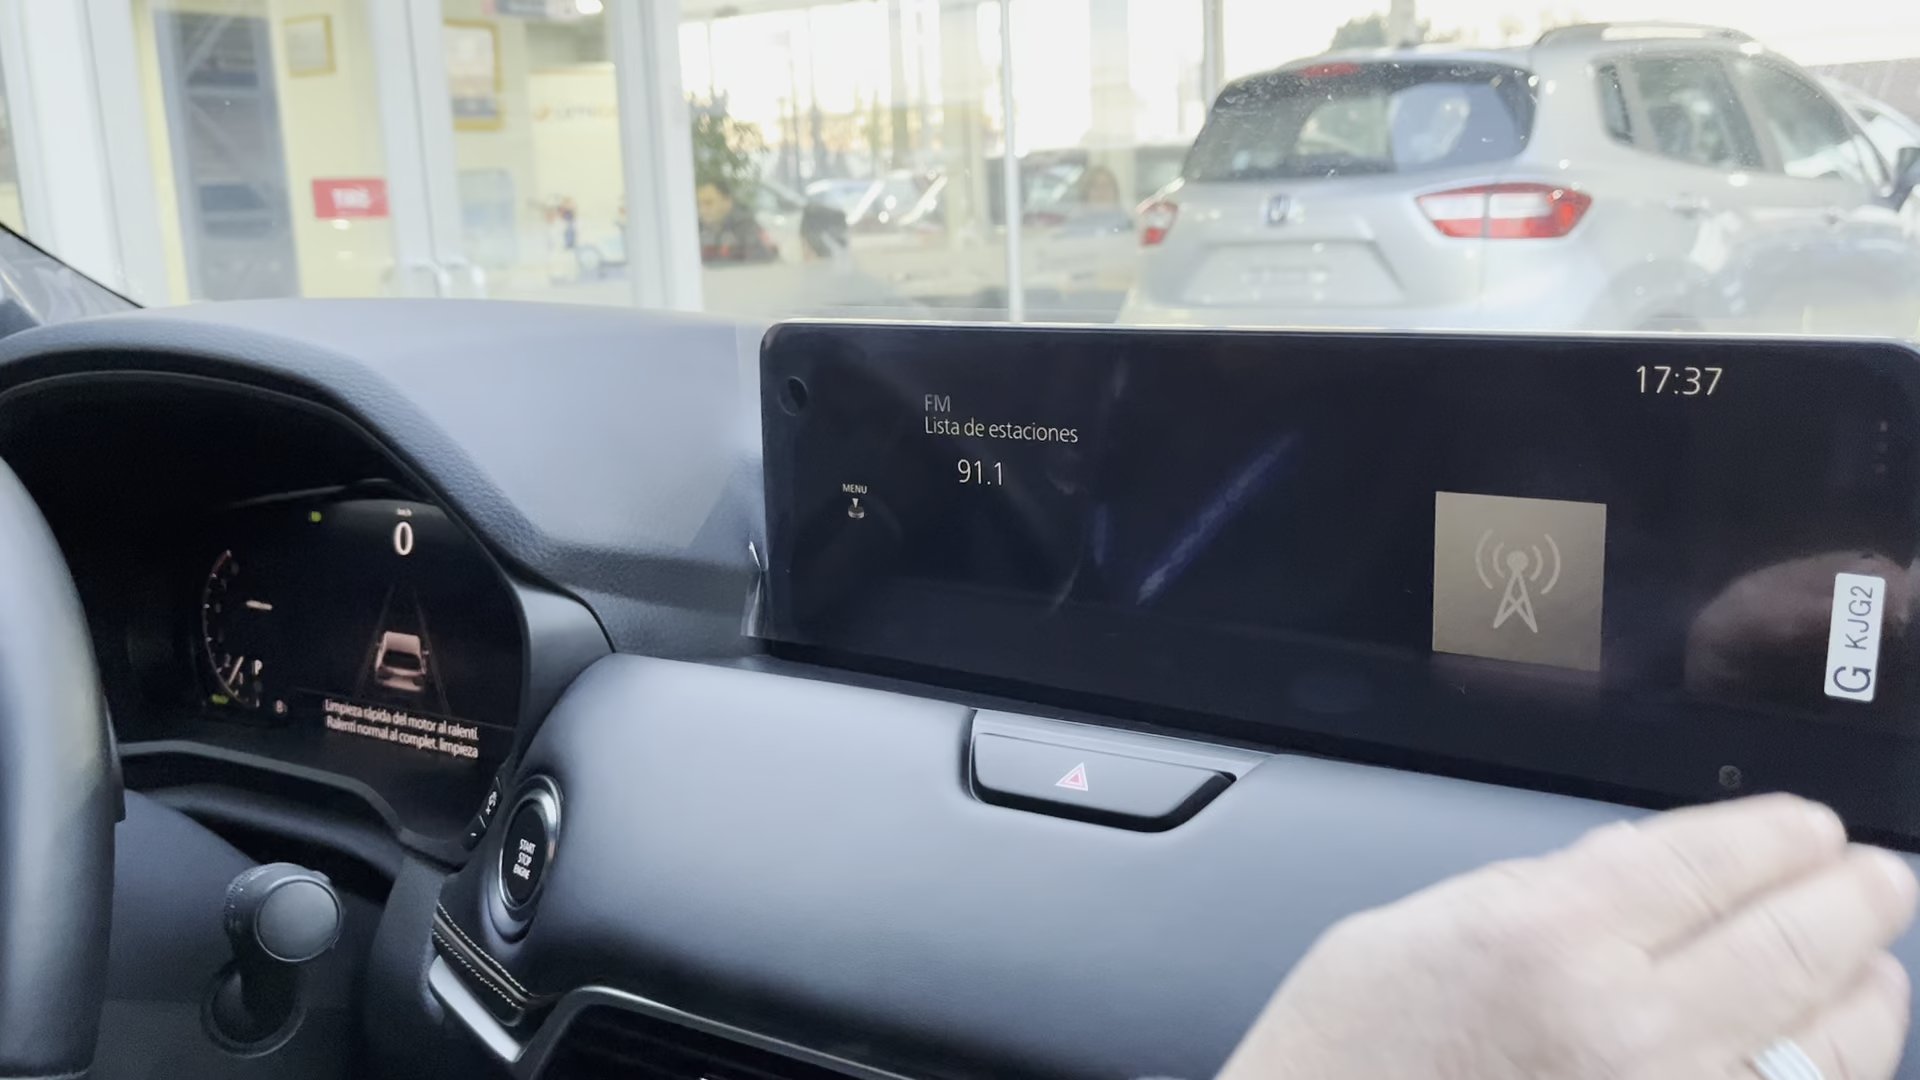 17:37
FM
Lista de estaciones
91.1
MENU
km/h
0
P
Limpieza rápida del motor al ralentí.
Ralentí normal al complet. limpieza
START
STOP
ENGINE
G KJG2